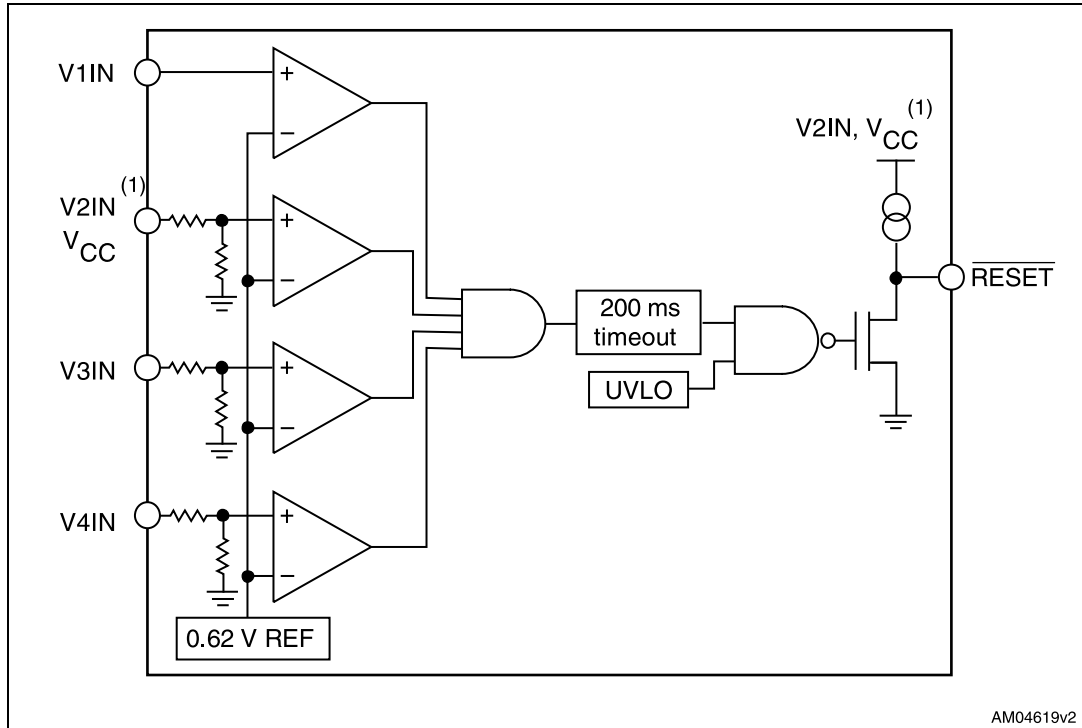 V1IN
+
−
V2IN (1)
VCC
+
−
V3IN
+
−
V4IN
+
−
0.62 V REF
200 ms
timeout
UVLO
V2IN, VCC (1)
RESET
AM04619v2